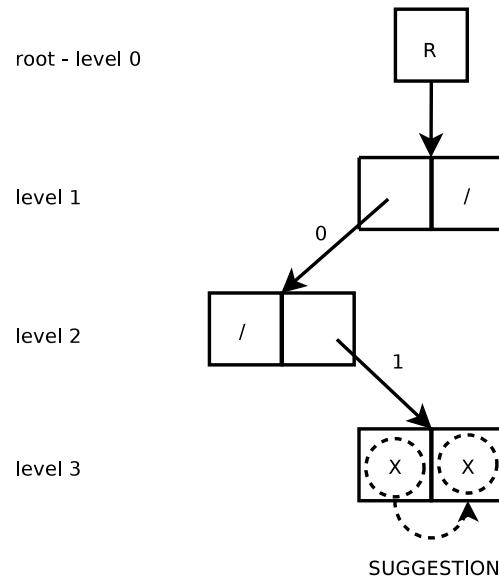 root - level 0
R
level 1
/
0
level 2
/
1
level 3
X X
SUGGESTION